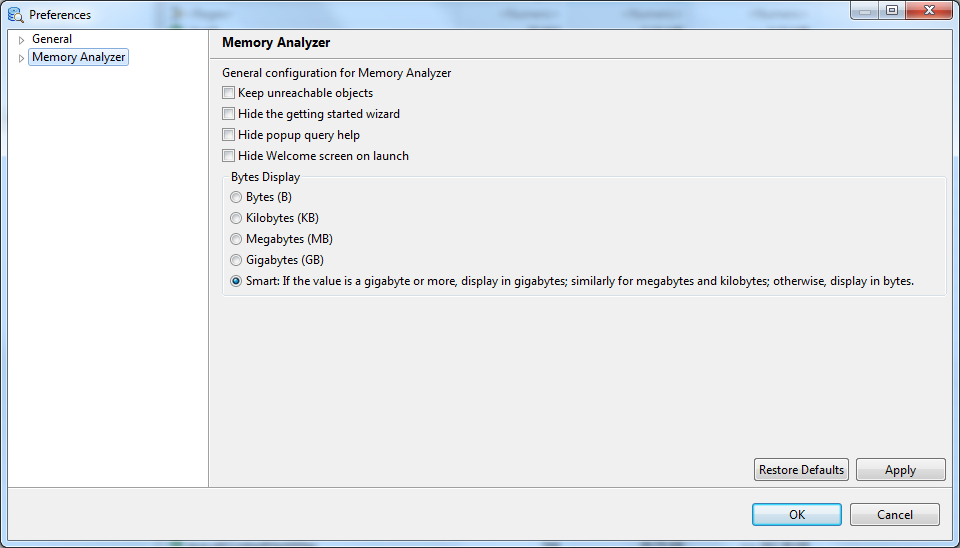 Preferences
General
Memory Analyzer
Memory Analyzer
General configuration for Memory Analyzer
Keep unreachable objects
Hide the getting started wizard
Hide popup query help
Hide Welcome screen on launch
Bytes Display
Bytes (B)
Kilobytes (KB)
Megabytes (MB)
Gigabytes (GB)
Smart: If the value is a gigabyte or more, display in gigabytes; similarly for megabytes and kilobytes; otherwise, display in bytes.
Restore Defaults
Apply
OK
Cancel